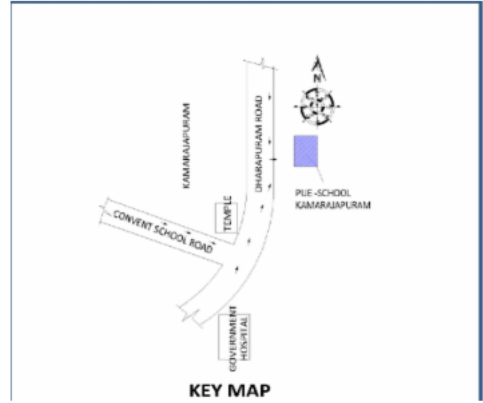 N
KAMARAJAPURAM
DHARAPURAM ROAD
PUE -SCHOOL
KAMARAJAPURAM
TEMPLE
CONVENT SCHOOL ROAD
GOVERNMENT
HOSPITAL
KEY MAP